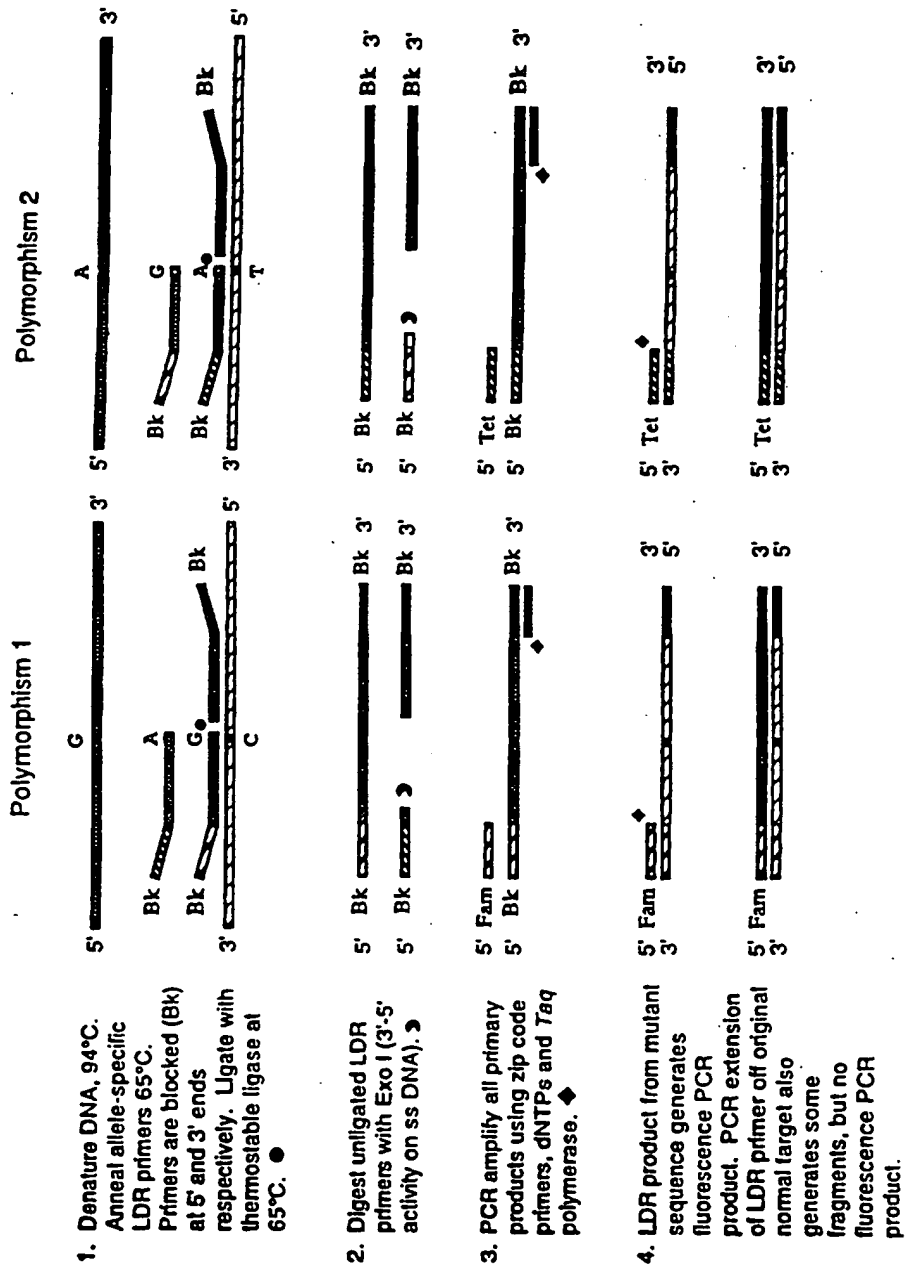 Polymorphism 1
Polymorphism 2
1. Denature DNA, 94°C.
Anneal allele-specific
LDR primers 65°C.
Primers are blocked (Bk)
at 5' and 3' ends
respectively. Ligate with
thermostable ligase at
65°C. ●
5' G 3'
Bk A
Bk G Bk
3' C 5'
5' A 3'
Bk G
Bk A Bk
3' T 5'
2. Digest unligated LDR
primers with Exo I (3'-5'
activity on ss DNA).
5' Bk Bk 3'
5' Bk Bk 3'
5' Bk Bk 3'
5' Bk Bk 3'
3. PCR amplify all primary
products using zip code
primers, dNTPs and Taq
polymerase. ◆
5' Fam
5' Bk Bk 3'
5' Tet
5' Bk Bk 3'
4. LDR product from mutant
sequence generates
fluorescence PCR
product. PCR extension
of LDR primer off original
normal target also
generates some
fragments, but no
fluorescence PCR
product.
5' Fam 3'
3' 5'
5' Tet 3'
3' 5'
5' Fam 3'
3' 5'
5' Tet 3'
3' 5'